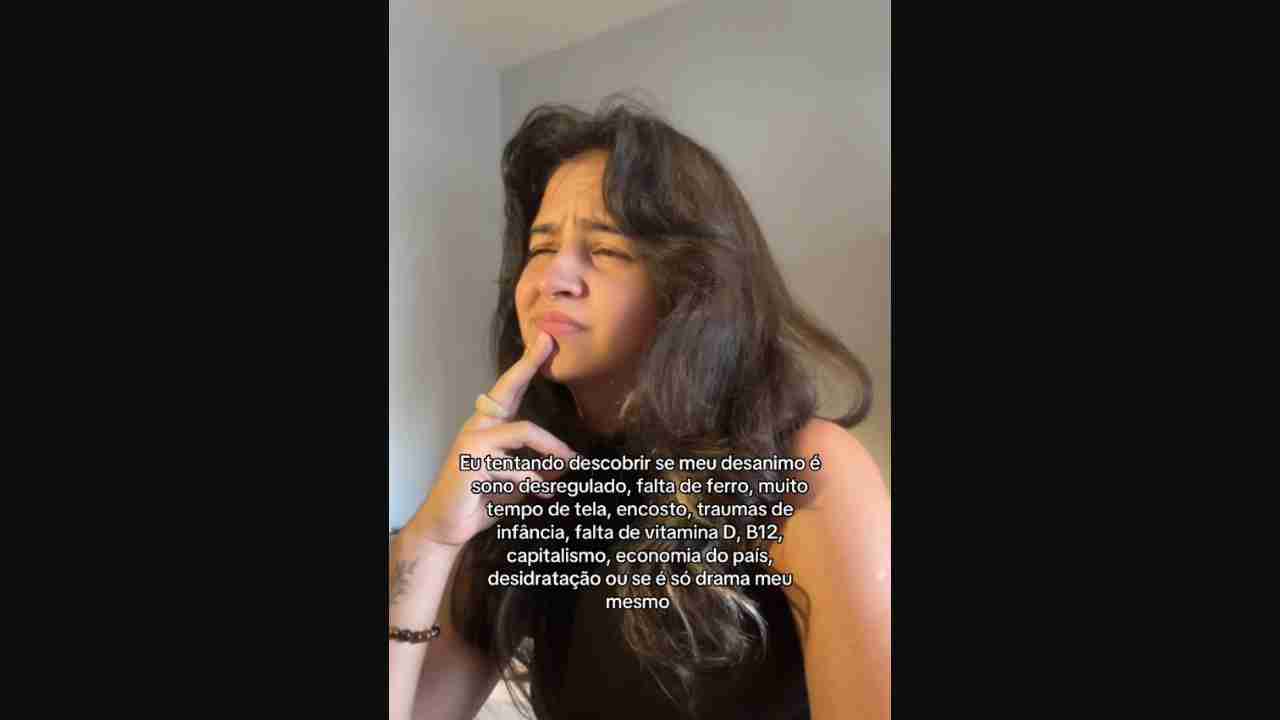 Eu tentando descobrir se meu desanimo é
sono desregulado, falta de ferro, muito
tempo de tela, encosto, traumas de
infância, falta de vitamina D, B12,
capitalismo, economia do país,
desidratação ou se é só drama meu
mesmo